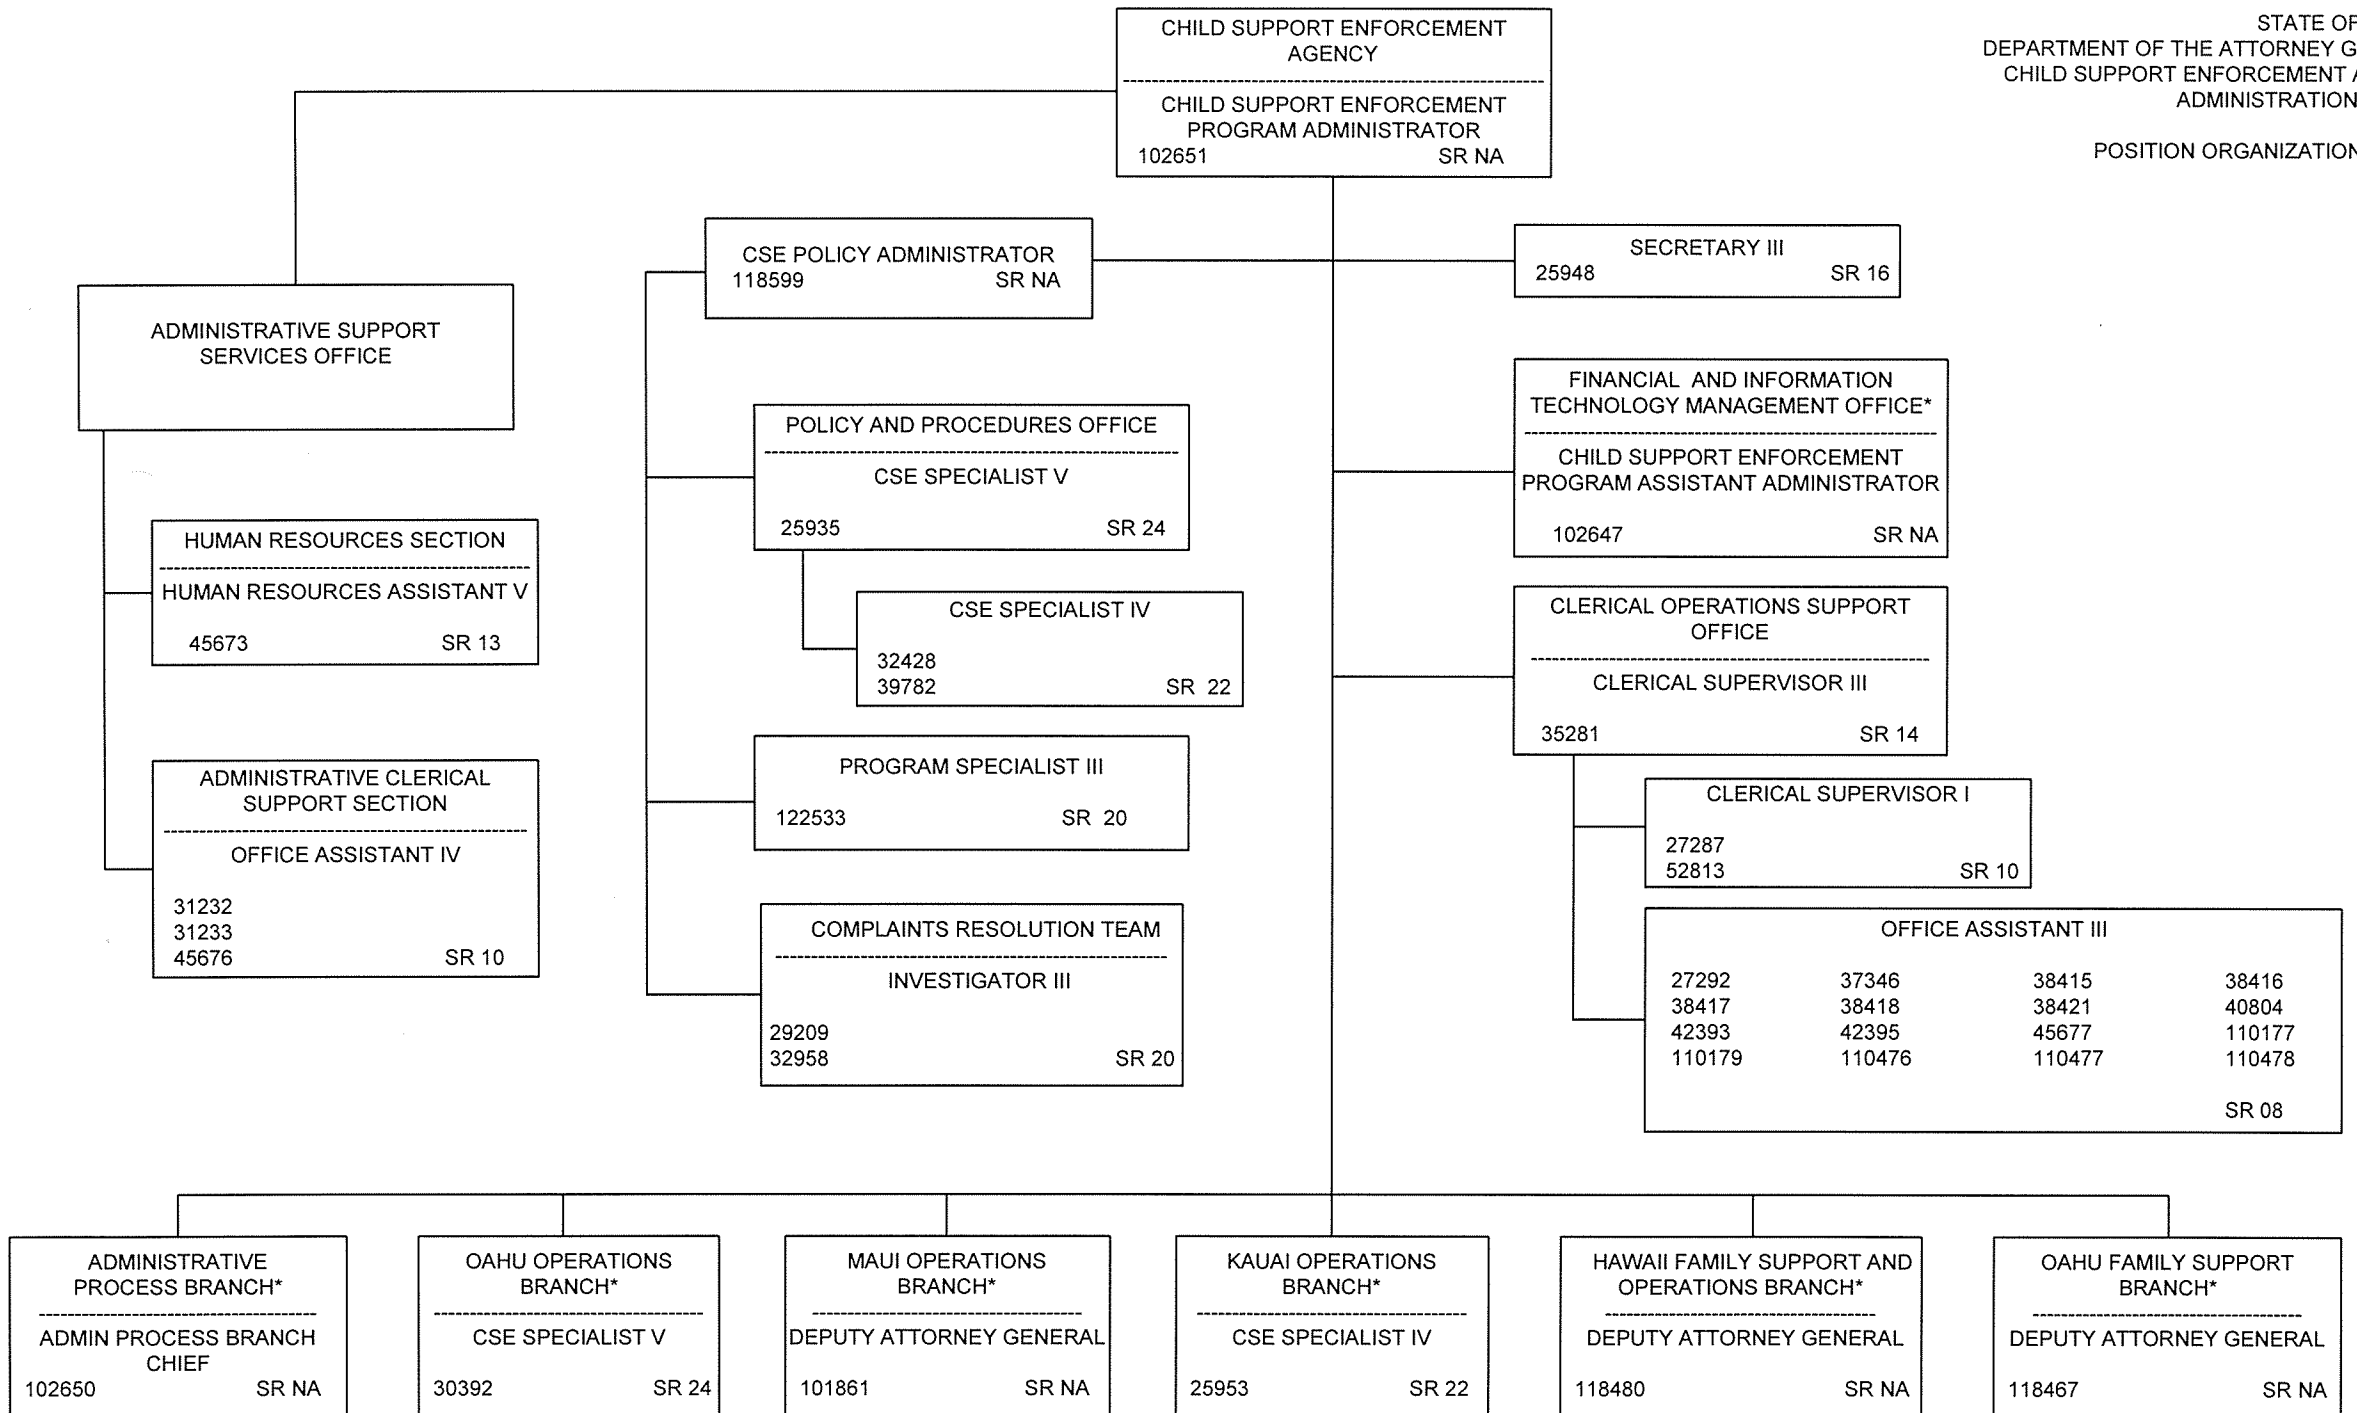 STATE OF
DEPARTMENT OF THE ATTORNEY G
CHILD SUPPORT ENFORCEMENT A
ADMINISTRATION
POSITION ORGANIZATION
CHILD SUPPORT ENFORCEMENT
AGENCY
CHILD SUPPORT ENFORCEMENT
PROGRAM ADMINISTRATOR
102651 SR NA
CSE POLICY ADMINISTRATOR
118599 SR NA
SECRETARY III
25948 SR 16
ADMINISTRATIVE SUPPORT
SERVICES OFFICE
HUMAN RESOURCES SECTION
HUMAN RESOURCES ASSISTANT V
45673 SR 13
ADMINISTRATIVE CLERICAL
SUPPORT SECTION
OFFICE ASSISTANT IV
31232
31233
45676 SR 10
POLICY AND PROCEDURES OFFICE
CSE SPECIALIST V
25935 SR 24
CSE SPECIALIST IV
32428
39782 SR 22
PROGRAM SPECIALIST III
122533 SR 20
COMPLAINTS RESOLUTION TEAM
INVESTIGATOR III
29209
32958 SR 20
FINANCIAL AND INFORMATION
TECHNOLOGY MANAGEMENT OFFICE*
CHILD SUPPORT ENFORCEMENT
PROGRAM ASSISTANT ADMINISTRATOR
102647 SR NA
CLERICAL OPERATIONS SUPPORT
OFFICE
CLERICAL SUPERVISOR III
35281 SR 14
CLERICAL SUPERVISOR I
27287
52813 SR 10
OFFICE ASSISTANT III
27292 37346 38415 38416
38417 38418 38421 40804
42393 42395 45677 110177
110179 110476 110477 110478
SR 08
ADMINISTRATIVE
PROCESS BRANCH*
ADMIN PROCESS BRANCH
CHIEF
102650 SR NA
OAHU OPERATIONS
BRANCH*
CSE SPECIALIST V
30392 SR 24
MAUI OPERATIONS
BRANCH*
DEPUTY ATTORNEY GENERAL
101861 SR NA
KAUAI OPERATIONS
BRANCH*
CSE SPECIALIST IV
25953 SR 22
HAWAII FAMILY SUPPORT AND
OPERATIONS BRANCH*
DEPUTY ATTORNEY GENERAL
118480 SR NA
OAHU FAMILY SUPPORT
BRANCH*
DEPUTY ATTORNEY GENERAL
118467 SR NA